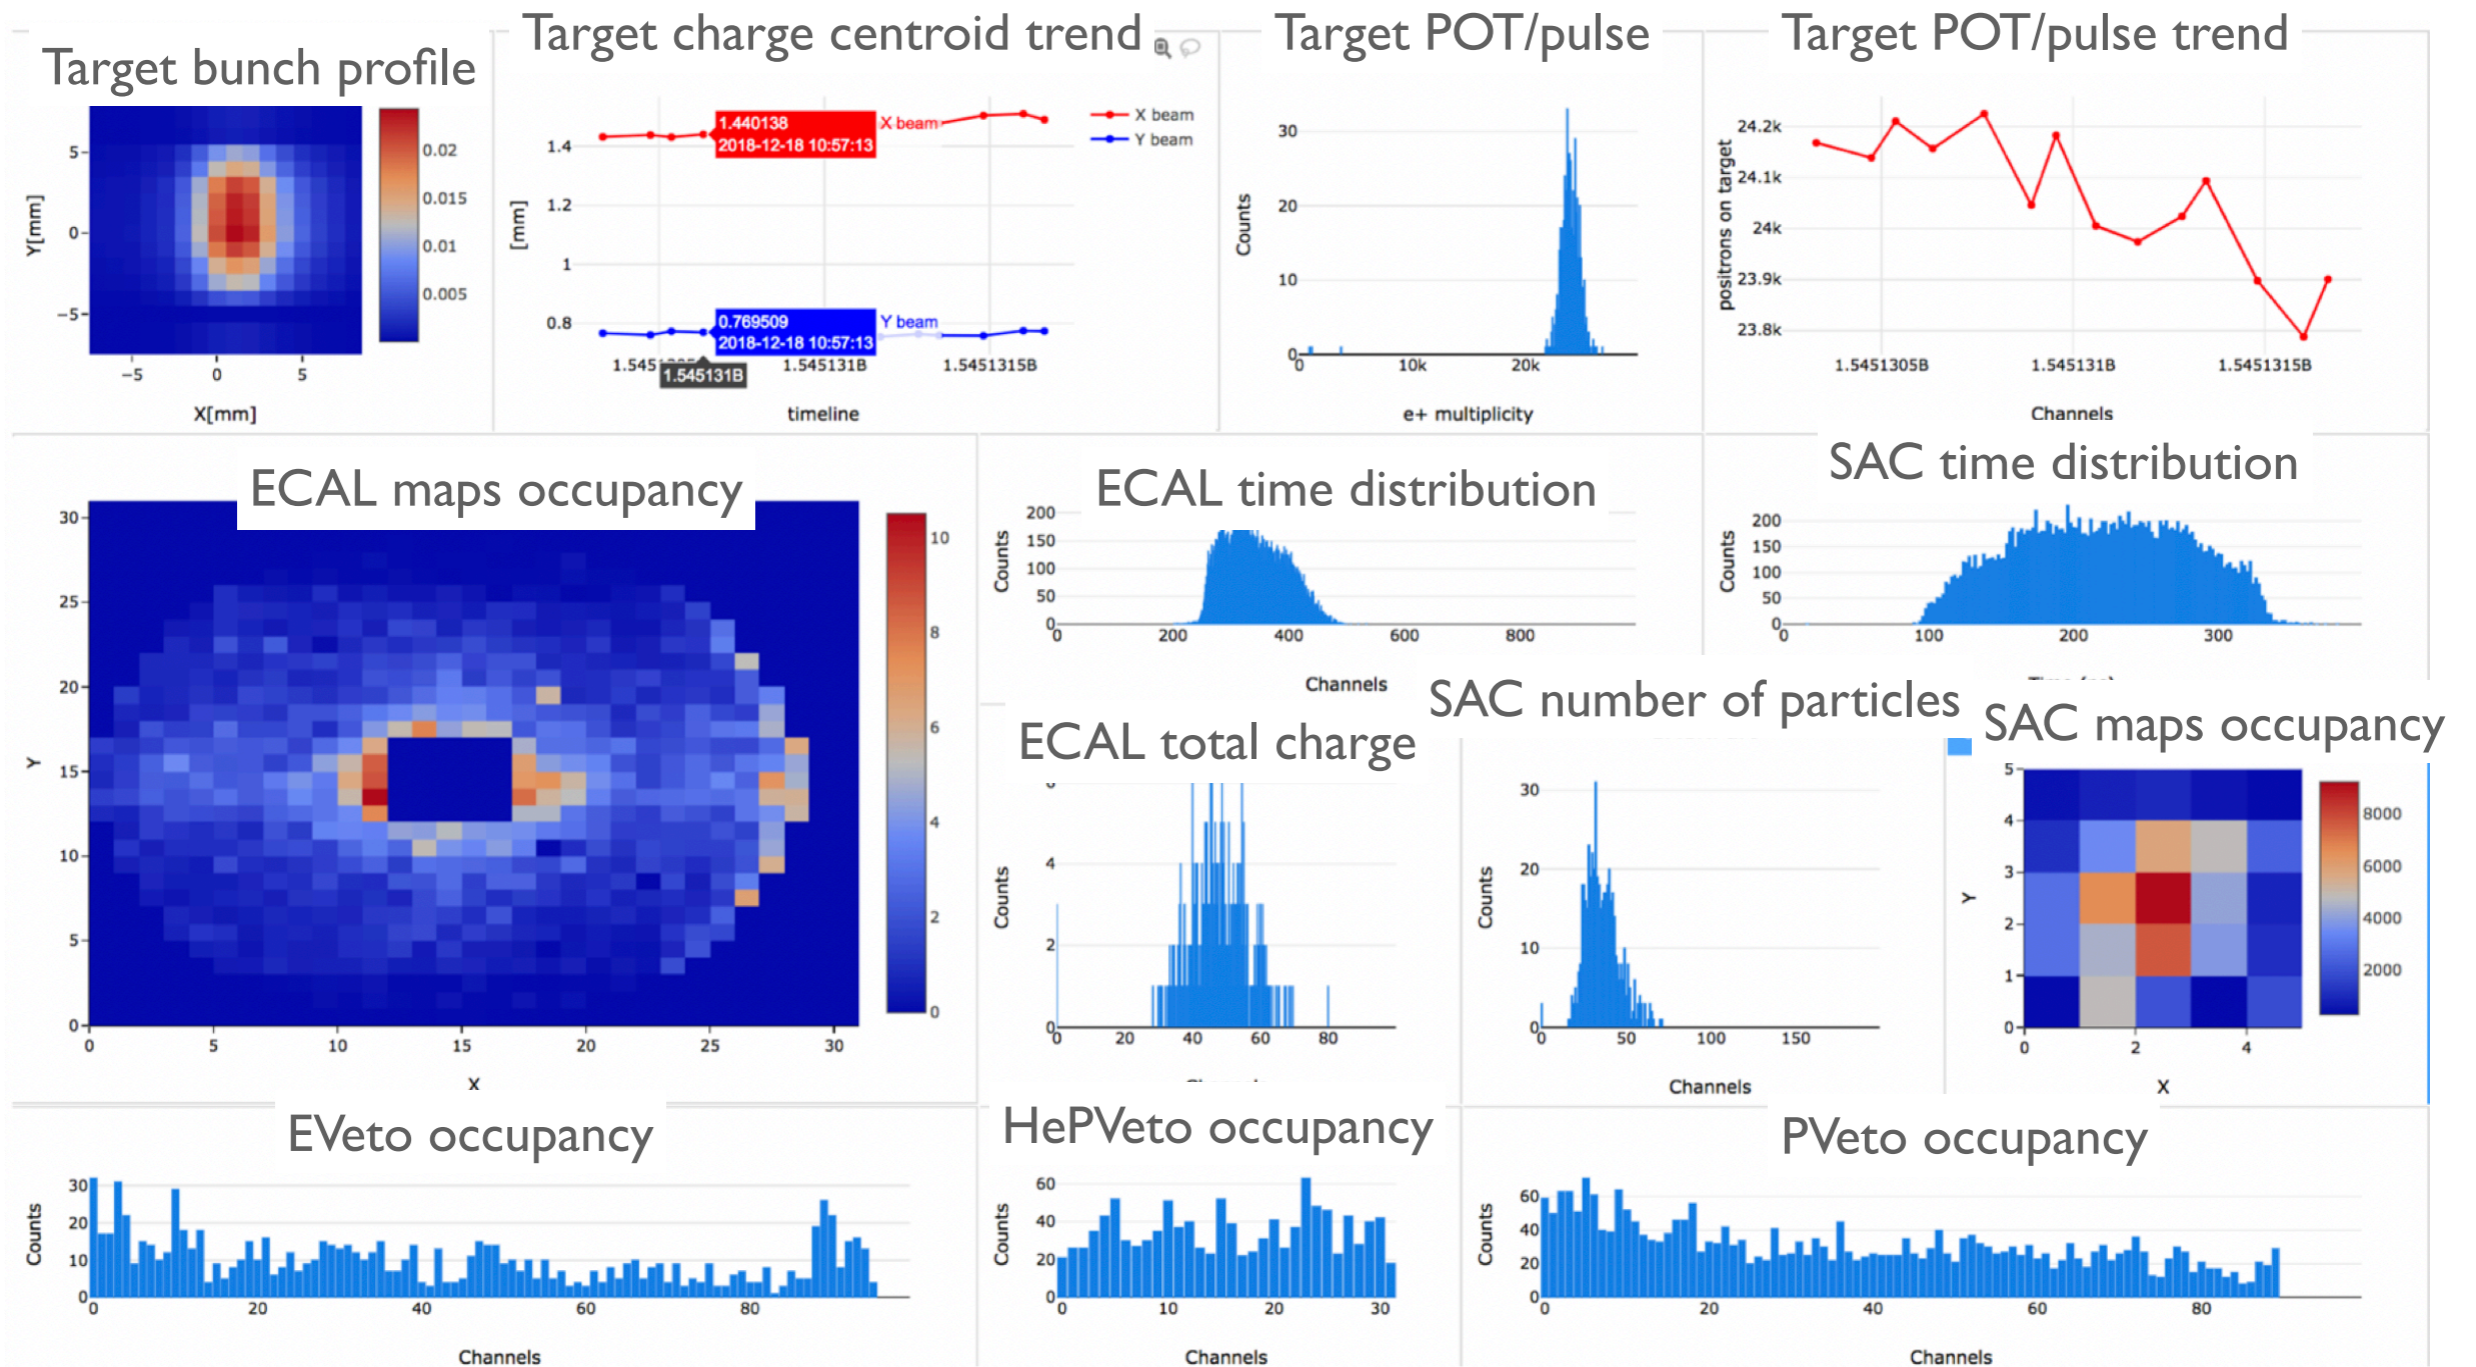 Target bunch profile
5
0
−5
−5
0
5
Y[mm]
X[mm]
0.02
0.015
0.01
0.005
Target charge centroid trend
1.4
1.2
1
0.8
[mm]
1.440138
2018-12-18 10:57:13
X beam
0.769509
2018-12-18 10:57:13
Y beam
1.545131B
1.545131B
1.5451315B
timeline
X beam
Y beam
Target POT/pulse
30
20
10
0
0
10k
20k
Counts
e+ multiplicity
Target POT/pulse trend
24.2k
24.1k
24k
23.9k
23.8k
positrons on target
1.5451305B
1.545131B
1.5451315B
Channels
ECAL maps occupancy
30
25
20
15
10
5
0
0
5
10
15
20
25
30
Y
X
10
8
6
4
2
0
ECAL time distribution
200
150
100
50
0
0
200
400
600
800
Counts
Channels
SAC time distribution
200
150
100
50
0
0
100
200
300
Counts
ECAL total charge
4
2
0
0
20
40
60
80
Counts
SAC number of particles
30
20
10
0
0
50
100
150
Counts
Channels
SAC maps occupancy
5
4
3
2
1
0
0
2
4
Y
X
8000
6000
4000
2000
EVeto occupancy
30
20
10
0
0
20
40
60
80
Counts
Channels
HePVeto occupancy
60
40
20
0
0
10
20
30
Counts
Channels
PVeto occupancy
60
40
20
0
0
20
40
60
80
Counts
Channels